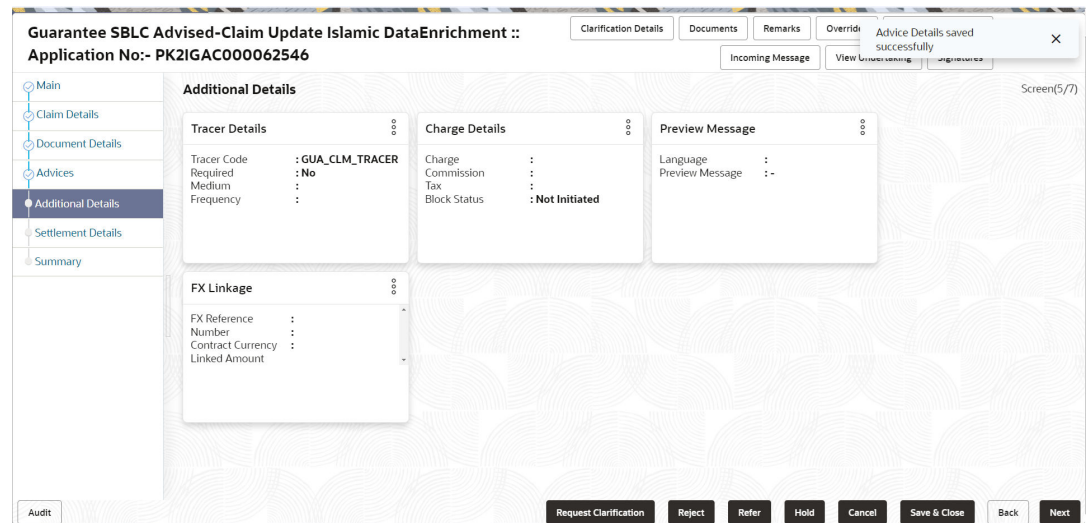 Guarantee SBLC Advised-Claim Update Islamic DataEnrichment ::
Application No:- PK2IGAC000062546
Clarification Details
Documents
Remarks
Advice Details saved
successfully
Incoming Message
Main
Claim Details
Document Details
Advices
Additional Details
Settlement Details
Summary
Additional Details
Screen(5/7)
Tracer Details
Tracer Code : GUA_CLM_TRACER
Required : No
Medium :
Frequency :
Charge Details
Charge :
Commission :
Tax :
Block Status : Not Initiated
Preview Message
Language :
Preview Message : -
FX Linkage
FX Reference :
Number :
Contract Currency :
Linked Amount
Audit
Request Clarification
Reject
Refer
Hold
Cancel
Save & Close
Back
Next